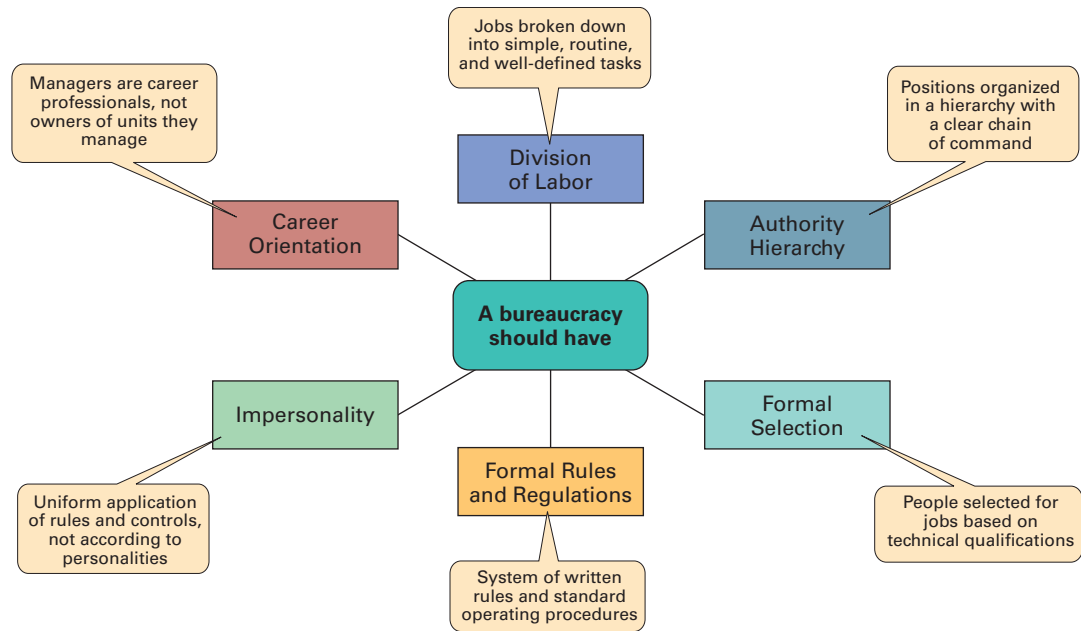 Jobs broken down
into simple, routine,
and well-defined tasks
Managers are career
professionals, not
owners of units they
manage
Positions organized
in a hierarchy with
a clear chain
of command
Division
of Labor
Career
Orientation
Authority
Hierarchy
A bureaucracy
should have
Impersonality
Formal
Selection
Formal Rules
and Regulations
Uniform application
of rules and controls,
not according to
personalities
People selected for
jobs based on
technical qualifications
System of written
rules and standard
operating procedures